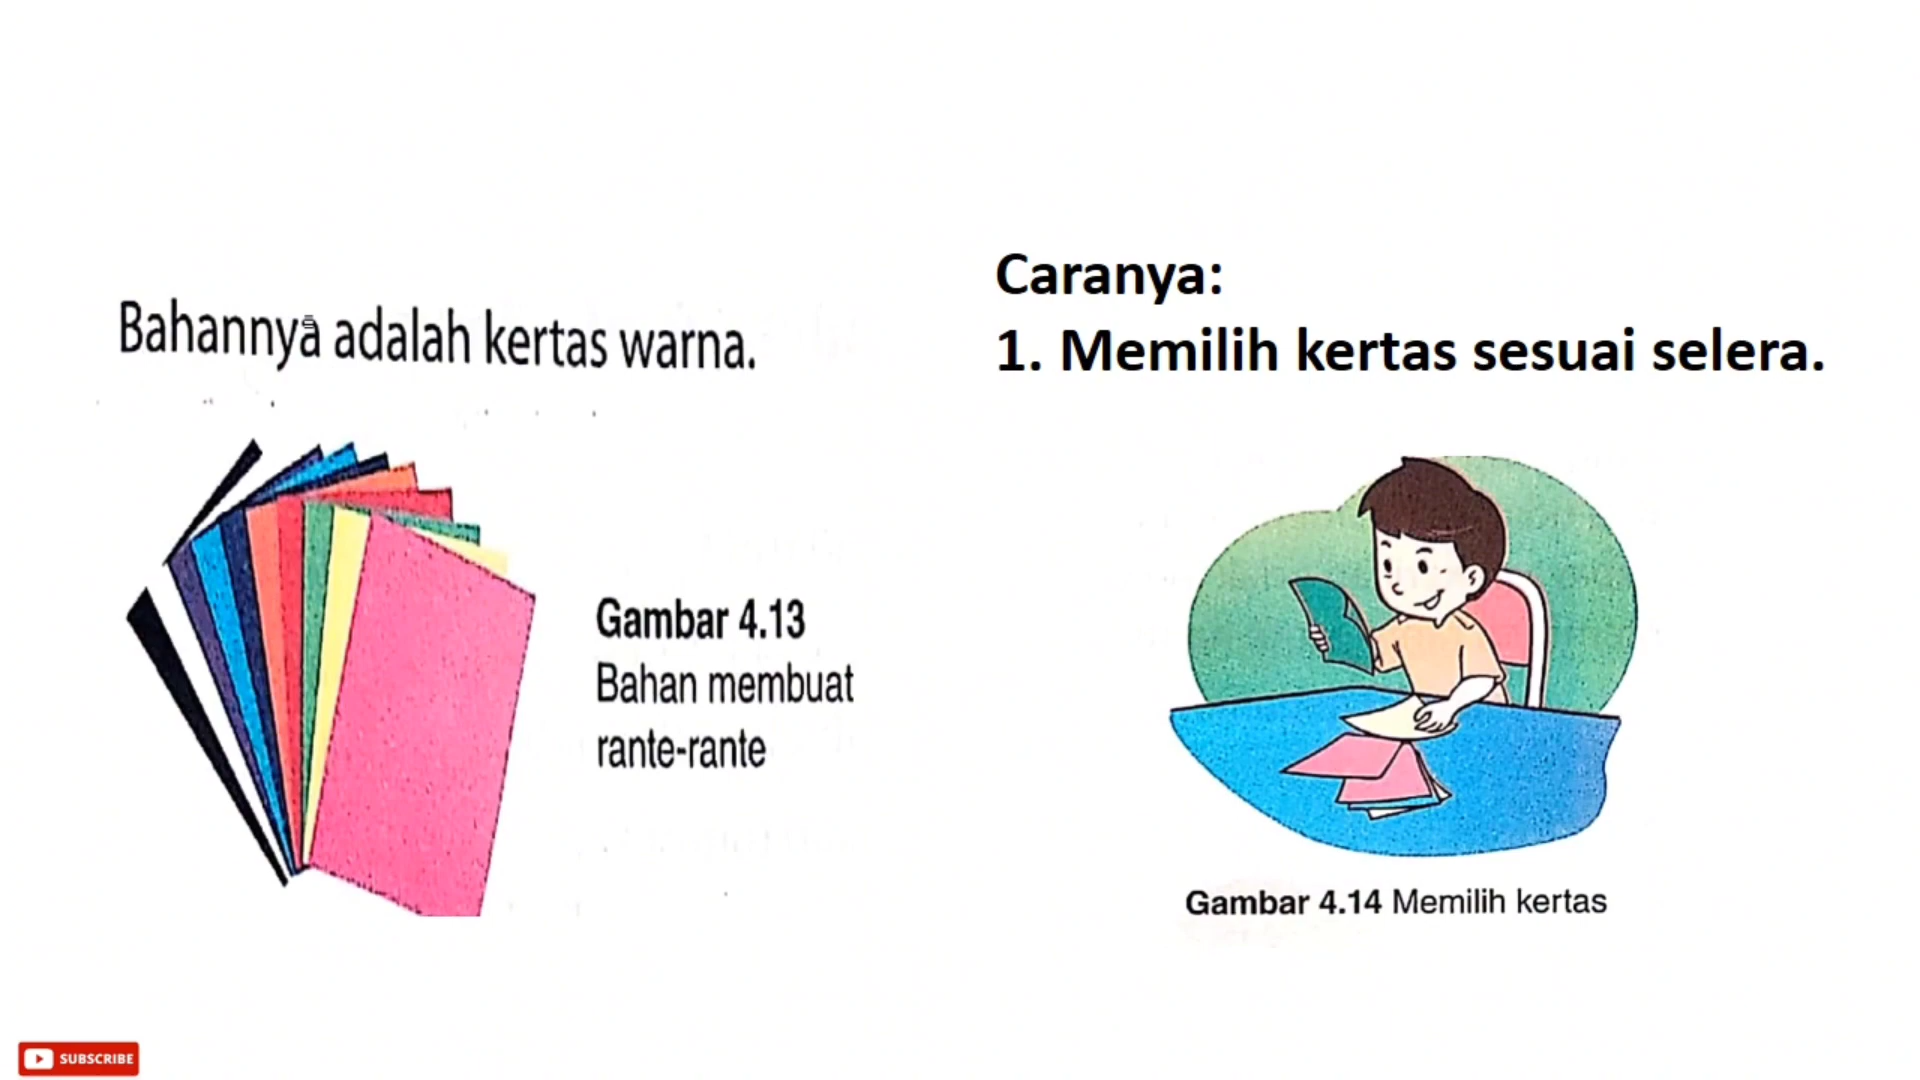 Bahannya adalah kertas warna.
Gambar 4.13
Bahan membuat
rante-rante
Caranya:
1. Memilih kertas sesuai selera.
Gambar 4.14 Memilih kertas
SUBSCRIBE